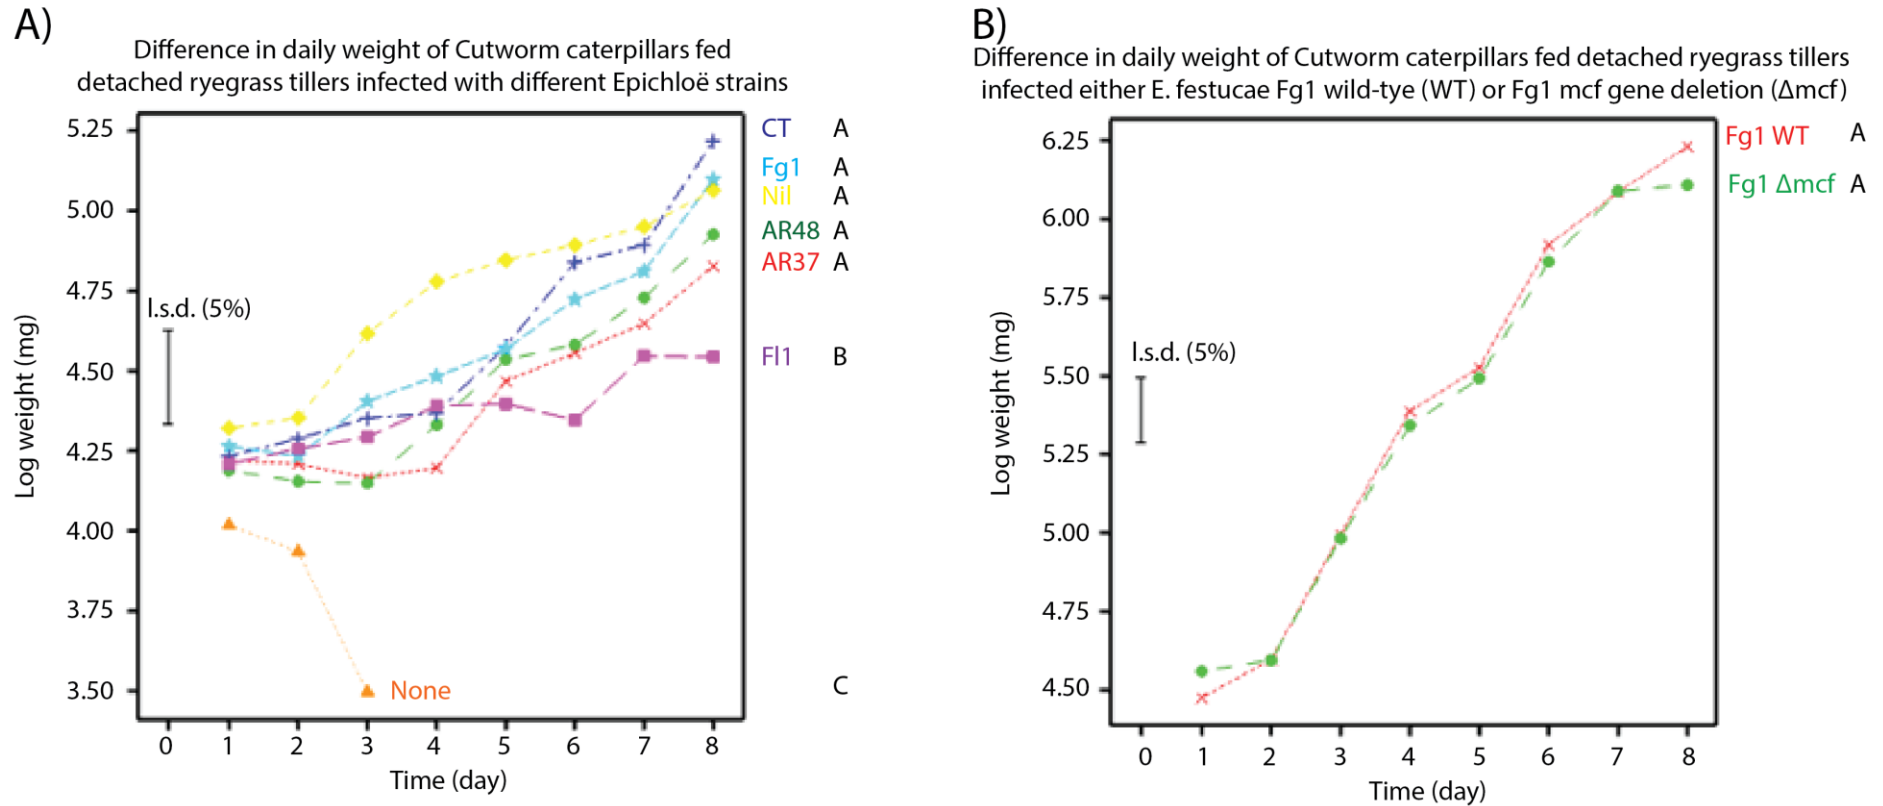 A)
Difference in daily weight of Cutworm caterpillars fed
detached ryegrass tillers infected with different Epichloë strains
5.25
5.00
4.75
4.50
4.25
4.00
3.75
3.50
Log weight (mg)
l.s.d. (5%)
CT A
Fg1 A
Nil A
AR48 A
AR37 A
Fl1 B
None
C
0 1 2 3 4 5 6 7 8
Time (day)
B)
Difference in daily weight of Cutworm caterpillars fed detached ryegrass tillers
infected either E. festucae Fg1 wild-tye (WT) or Fg1 mcf gene deletion (Δmcf)
6.25
6.00
5.75
5.50
5.25
5.00
4.75
4.50
Log weight (mg)
l.s.d. (5%)
Fg1 WT A
Fg1 Δmcf A
0 1 2 3 4 5 6 7 8
Time (day)